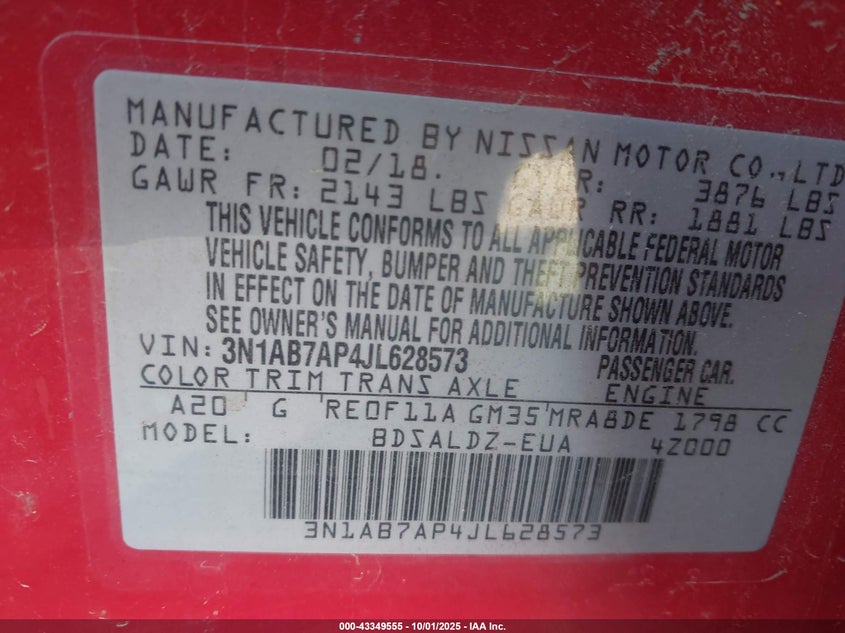 MANUFACTURED BY NISSAN MOTOR CO.,LTD
DATE: 02/18. R: 3876 LBS
GAWR FR: 2143 LBS GAWR RR: 1881 LBS
THIS VEHICLE CONFORMS TO ALL APPLICABLE FEDERAL MOTOR
VEHICLE SAFETY, BUMPER AND THEFT PREVENTION STANDARDS
IN EFFECT ON THE DATE OF MANUFACTURE SHOWN ABOVE.
SEE OWNER'S MANUAL FOR ADDITIONAL INFORMATION.
VIN: 3N1AB7AP4JL628573 PASSENGER CAR.
COLOR TRIM TRANS AXLE ENGINE
A20 G RE0F11A GM35 MRA8DE 1798 CC
MODEL: BDSALDZ-EUA 4Z000
3N1AB7AP4JL628573
000-43349555 - 10/01/2025 - IAA Inc.